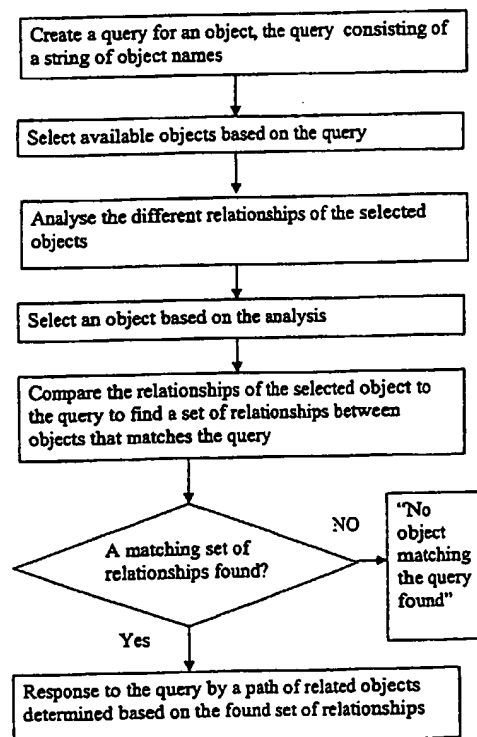 Create a query for an object, the query consisting of
a string of object names
Select available objects based on the query
Analyse the different relationships of the selected
objects
Select an object based on the analysis
Compare the relationships of the selected object to
the query to find a set of relationships between
objects that matches the query
A matching set of
relationships found?
NO
“No
object
matching
the query
found”
Yes
Response to the query by a path of related objects
determined based on the found set of relationships